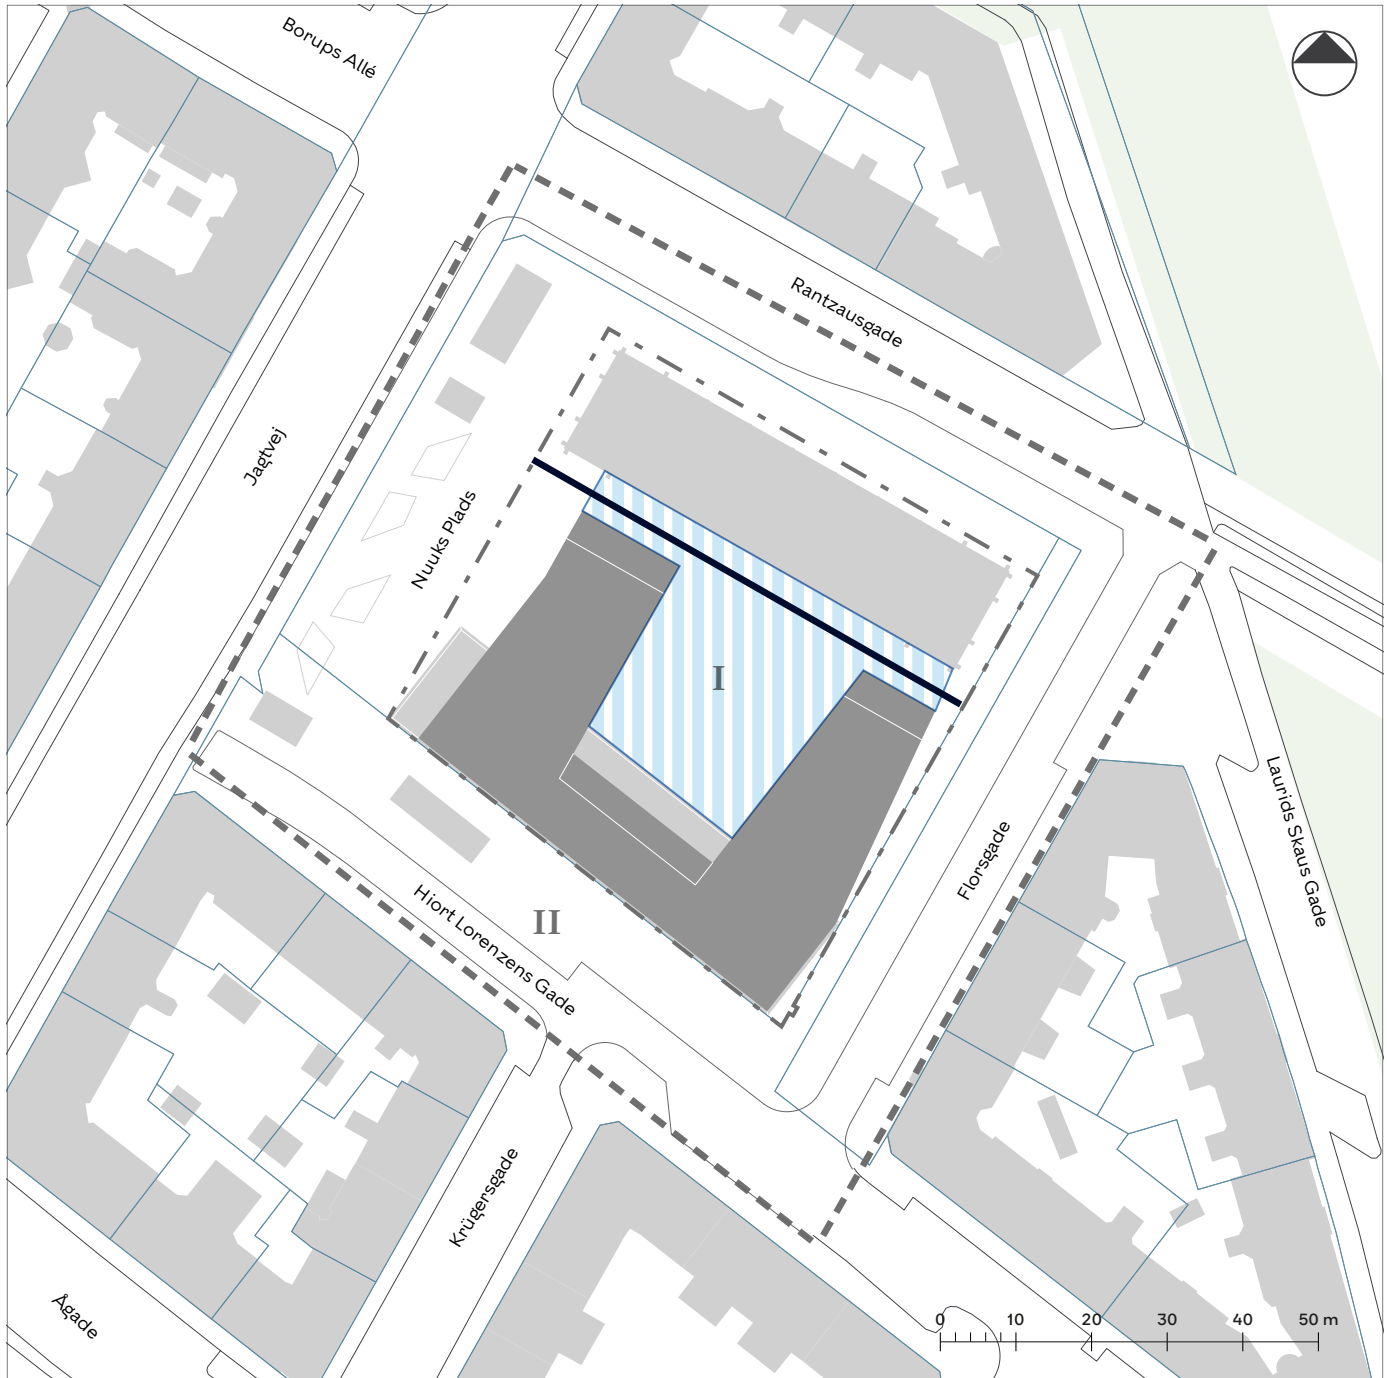 Borups Allé
Rantzausgade
Jagtvej
Nuuks Plads
I
Laurids Skaus Gade
Florsgade
Hiort Lorenzens Gade
II
Krügersgade
Ågade
0 10 20 30 40 50 m